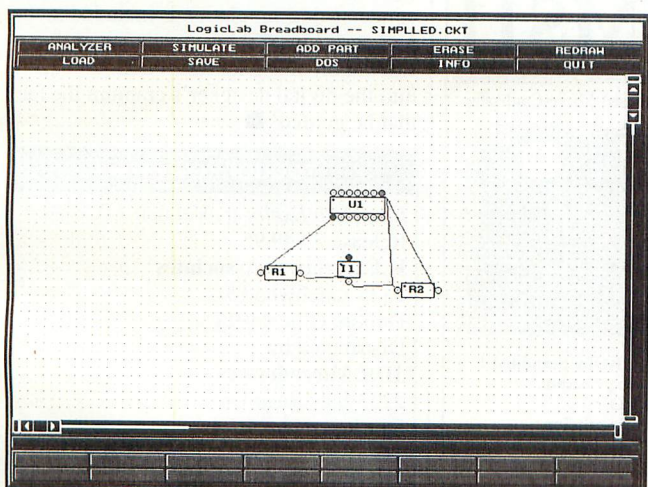 LogicLab Breadboard -- SIMPLLED.CKT
ANALYZER SIMULATE ADD PART ERASE REDRAW
LOAD SAVE DOS INFO QUIT
U1
R1 I1 R2